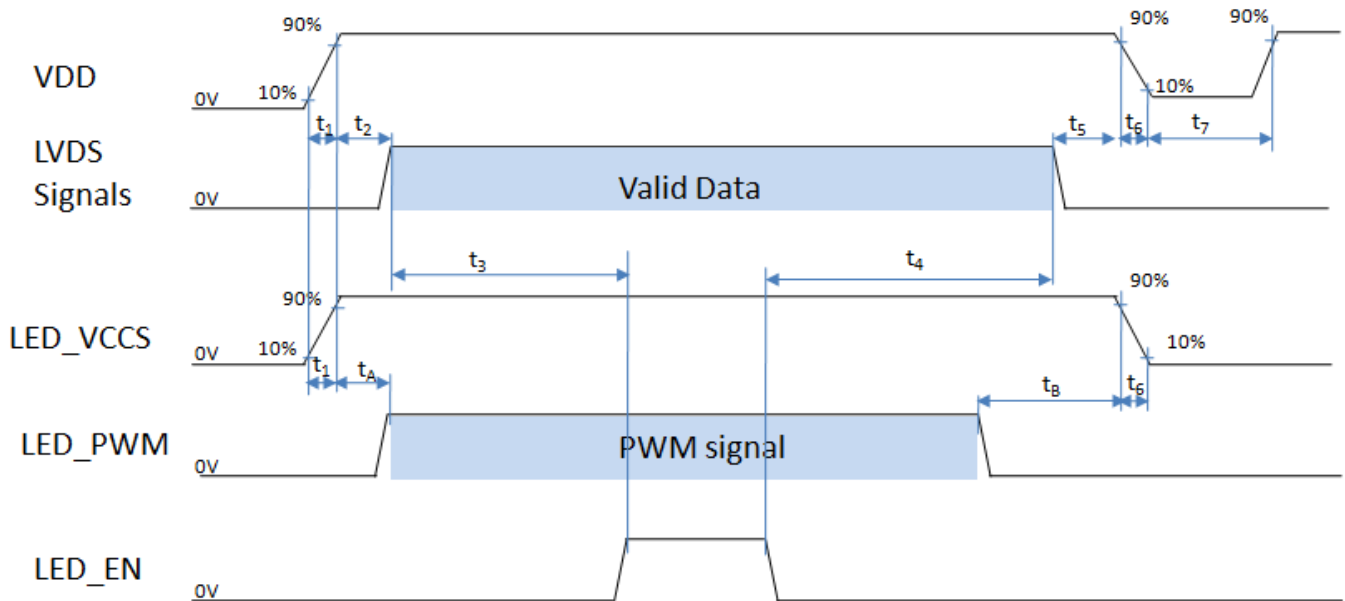 90% 90% 90%
VDD
0V 10% 10%
t₁ t₂ t₅ t₆ t₇
LVDS
Signals
0V
Valid Data
t₃ t₄
90% 90%
LED_VCCS
0V 10% 10%
t₁ tA tB t₆
LED_PWM
0V
PWM signal
LED_EN
0V